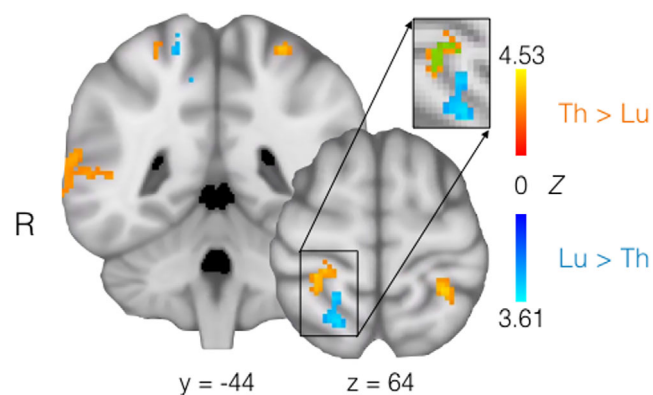 4.53
Th > Lu
0 Z
R
Lu > Th
3.61
y = -44
z = 64